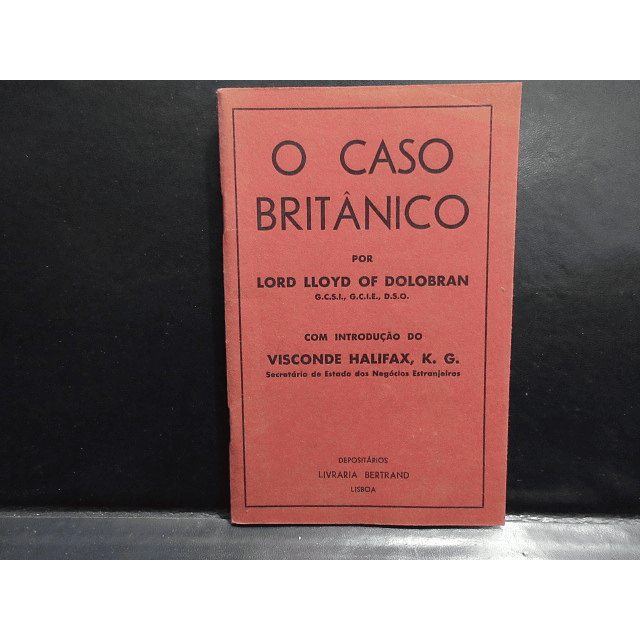 O CASO
BRITÂNICO
POR
LORD LLOYD OF DOLOBRAN
G.C.S.I., G.C.I.E., D.S.O.
COM INTRODUÇÃO DO
VISCONDE HALIFAX, K. G.
Secretário de Estado dos Negócios Estranjeiros
DEPOSITÁRIOS
LIVRARIA BERTRAND
LISBOA